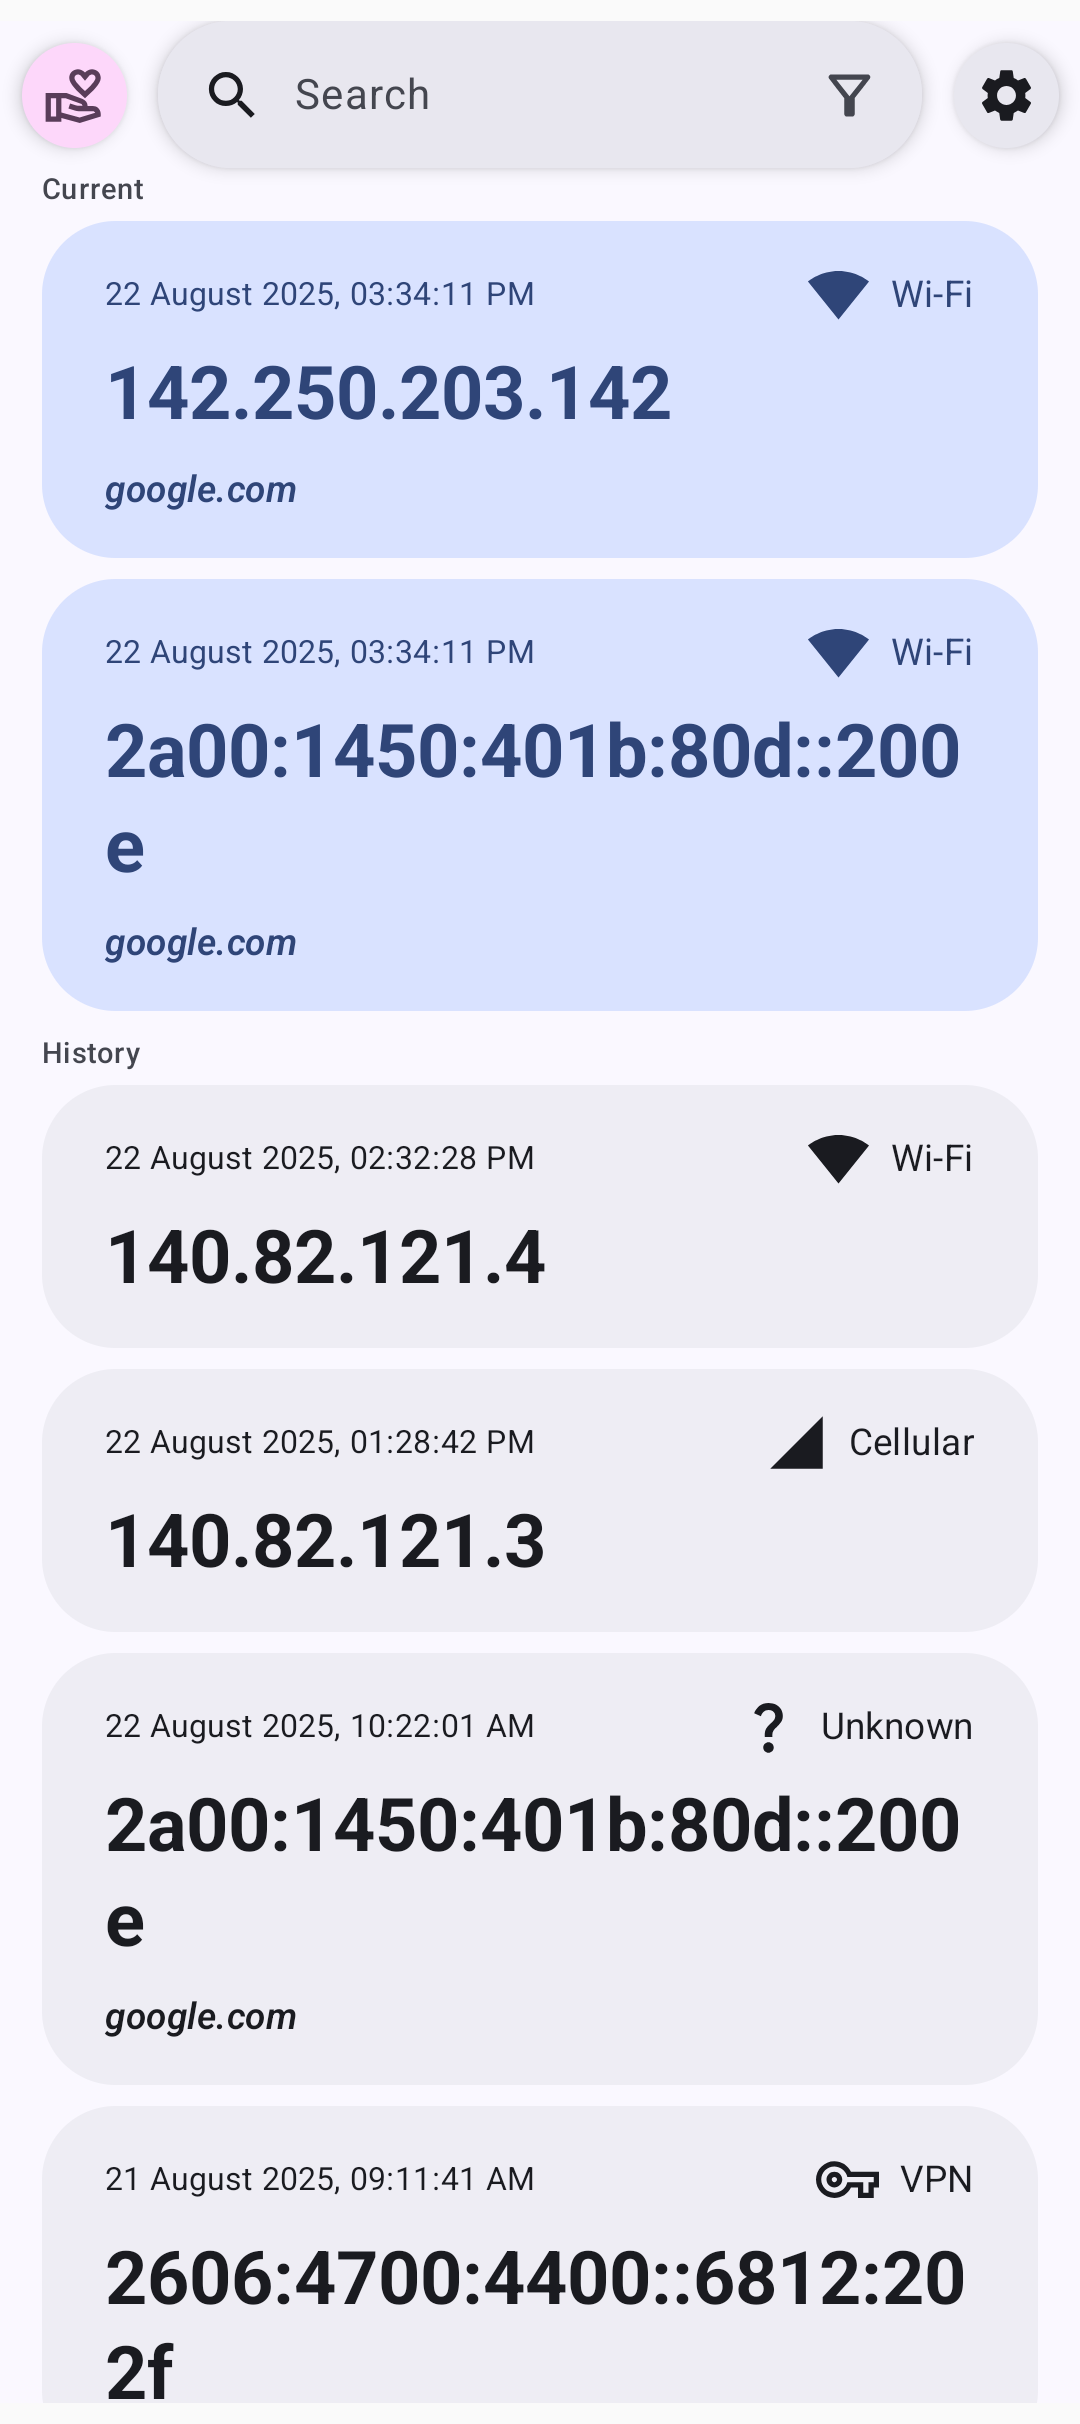 Search
Current
22 August 2025, 03:34:11 PM Wi-Fi
142.250.203.142
google.com
22 August 2025, 03:34:11 PM Wi-Fi
2a00:1450:401b:80d::200
e
google.com
History
22 August 2025, 02:32:28 PM Wi-Fi
140.82.121.4
22 August 2025, 01:28:42 PM Cellular
140.82.121.3
22 August 2025, 10:22:01 AM Unknown
2a00:1450:401b:80d::200
e
google.com
21 August 2025, 09:11:41 AM VPN
2606:4700:4400::6812:20
2f